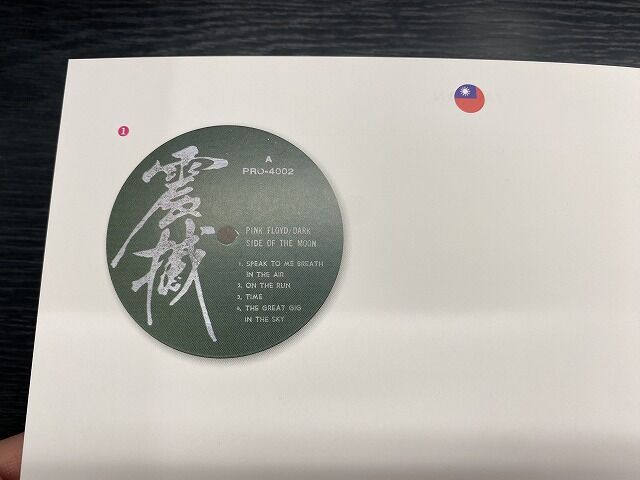 1
震撼
A
PRO-4002
PINK FLOYD/DARK
SIDE OF THE MOON
1. SPEAK TO ME BREATH
IN THE AIR
2. ON THE RUN
3. TIME
4. THE GREAT GIG
IN THE SKY